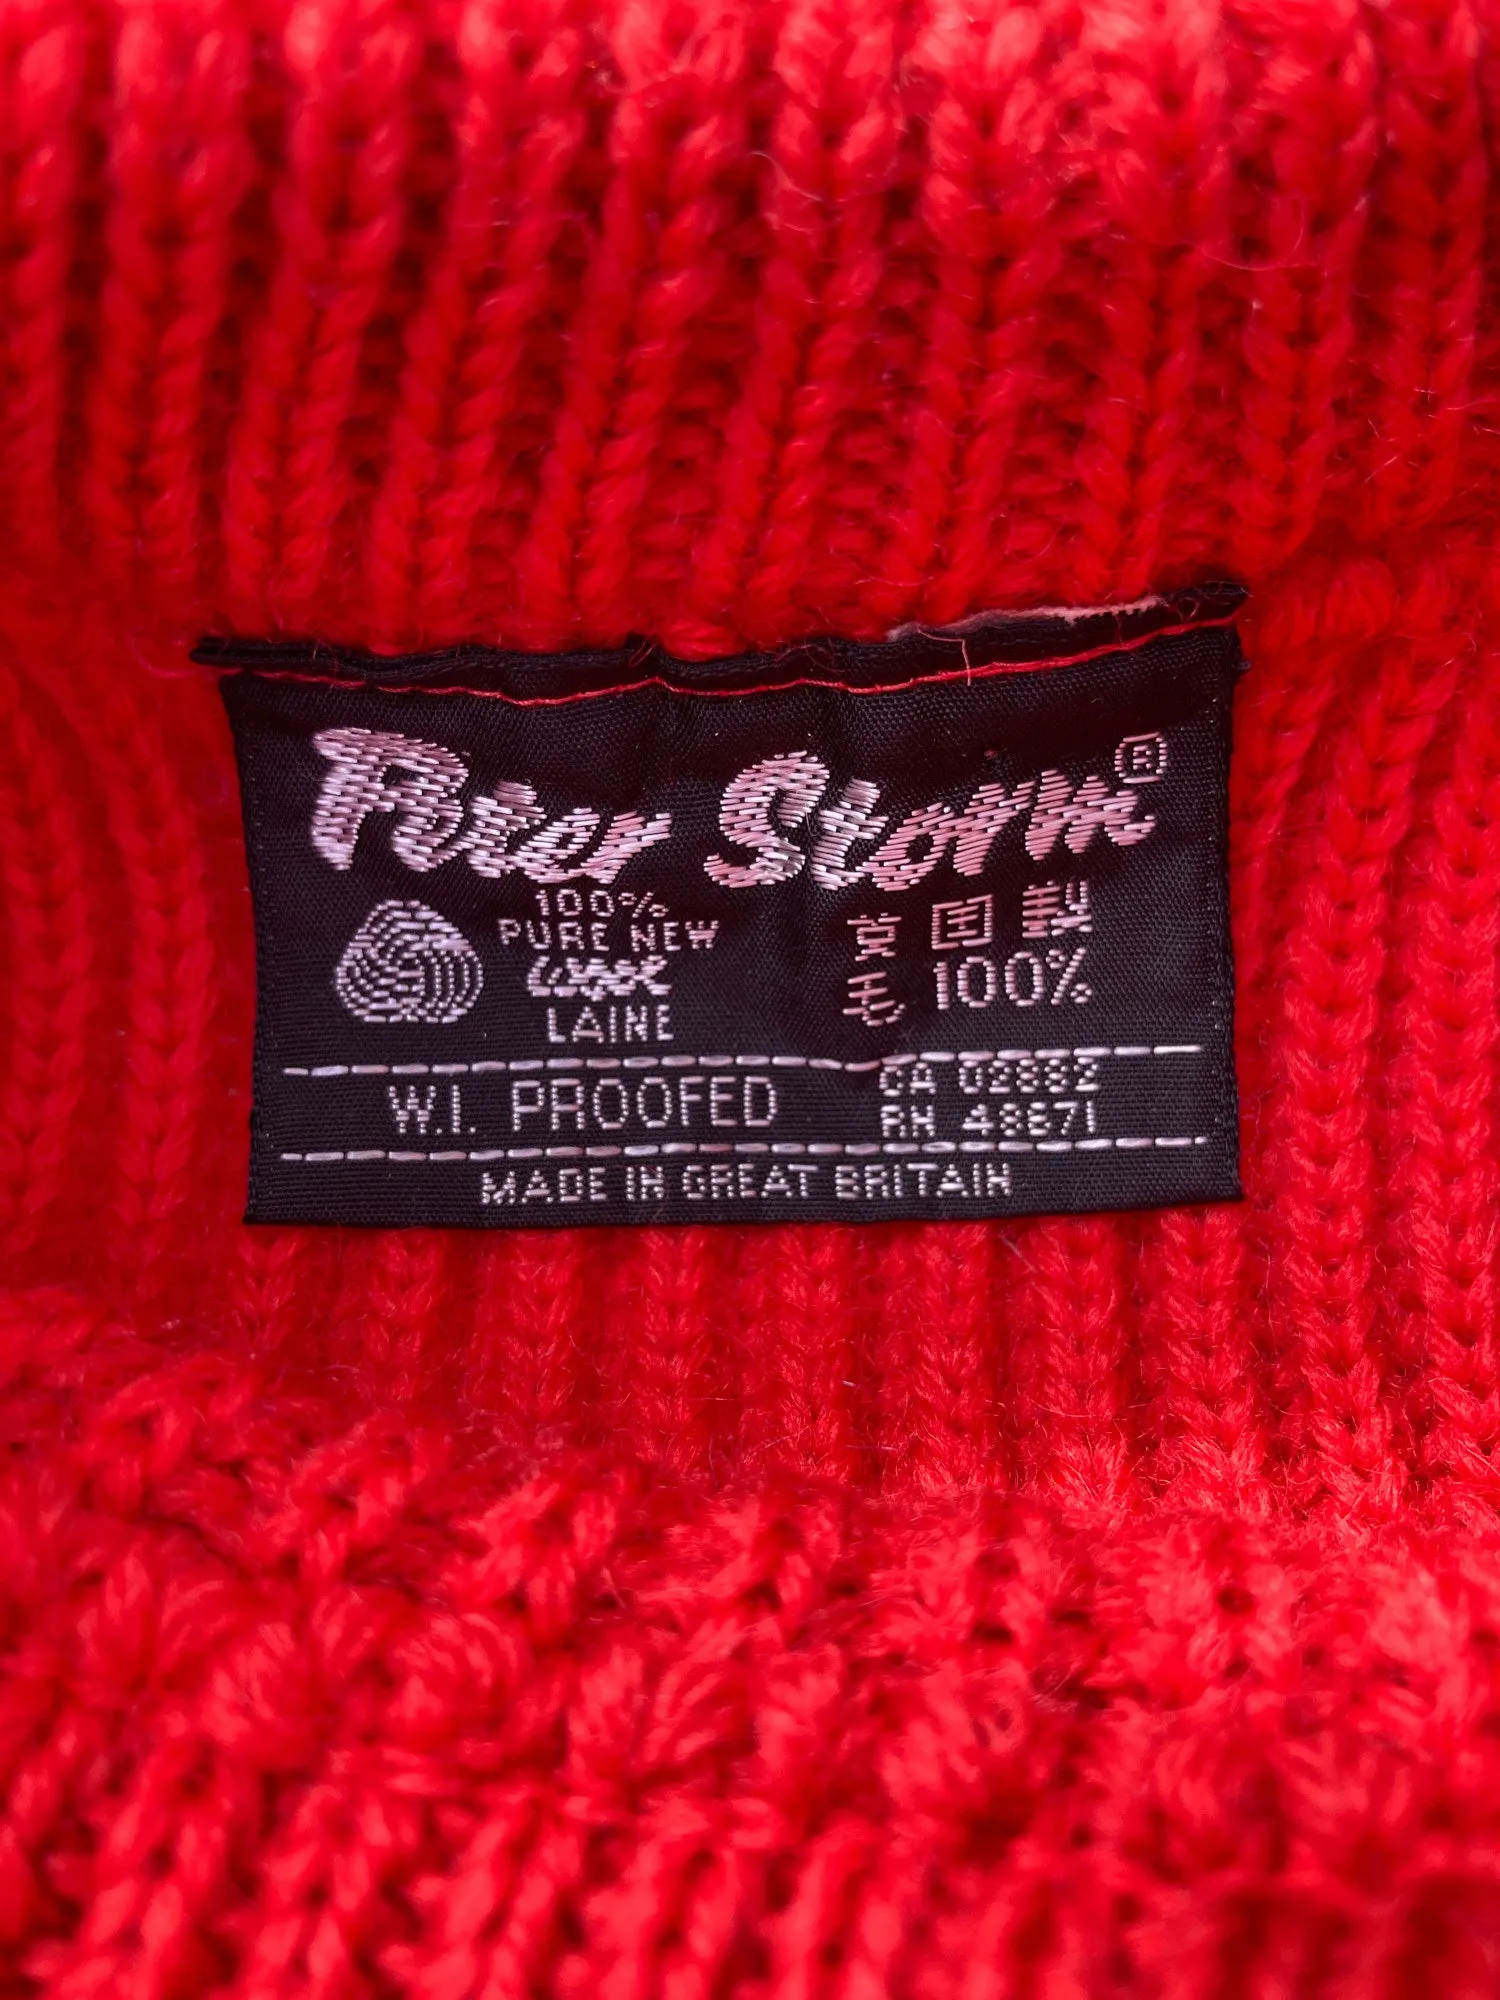 Peter Storm®
100%
PURE NEW
wool
LAINE
英国製
毛 100%
W.I. PROOFED
CA 02882
RN 48871
MADE IN GREAT BRITAIN